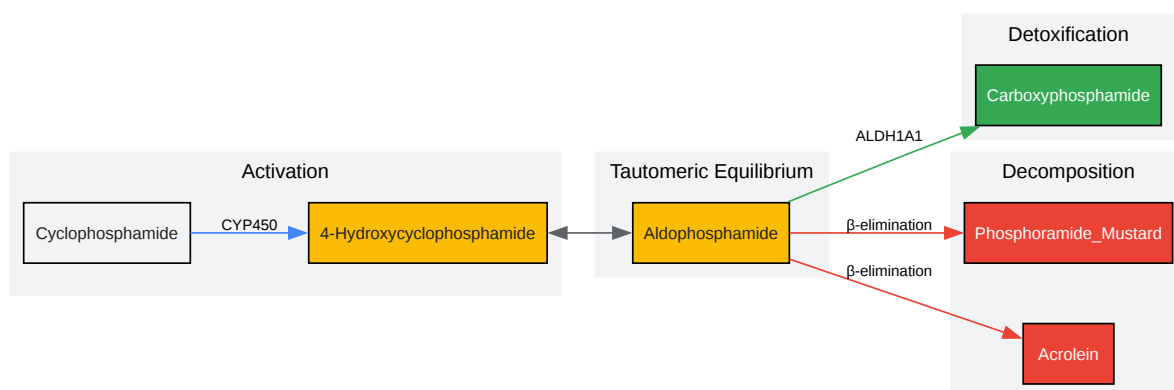 Detoxification
Carboxyphosphamide
ALDH1A1
Activation
Tautomeric Equilibrium
Decomposition
Cyclophosphamide
CYP450
4-Hydroxycyclophosphamide
Aldophosphamide
β-elimination
Phosphoramide_Mustard
β-elimination
Acrolein